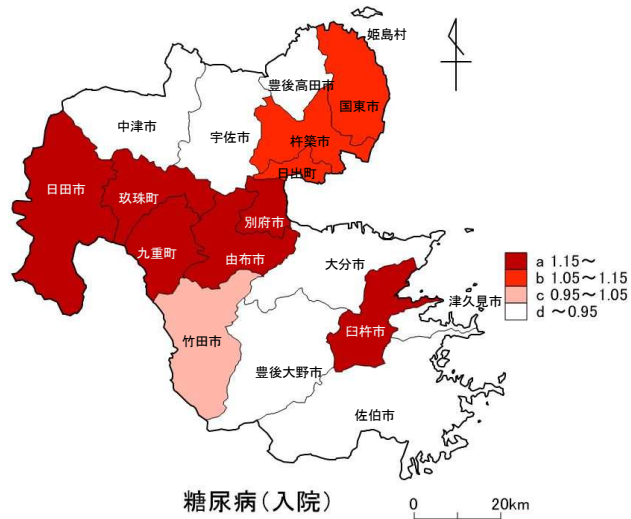 姫島村
豊後高田市
国東市
中津市
宇佐市
杵築市
日出町
日田市
玖珠町
別府市
九重町
由布市
大分市
a 1.15～
b 1.05～1.15
c 0.95～1.05
d ～0.95
津久見市
臼杵市
竹田市
豊後大野市
佐伯市
糖尿病(入院)
0 20km